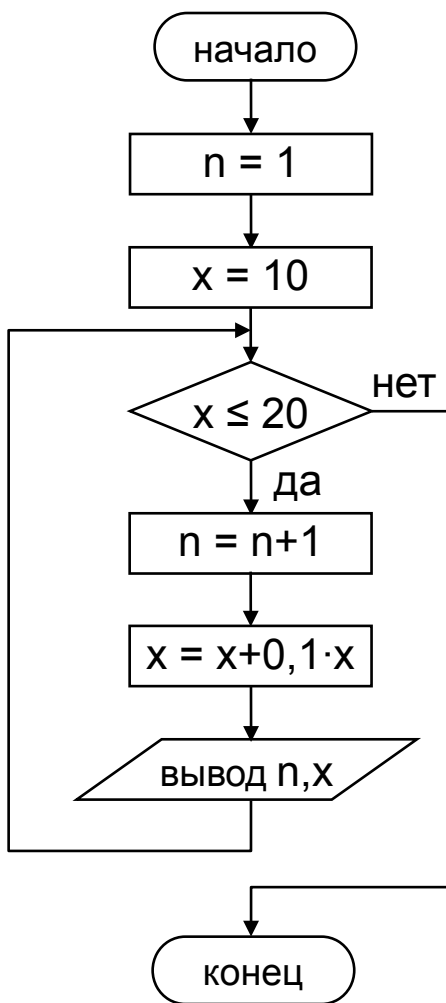 начало
n = 1
x = 10
x ≤ 20
нет
да
n = n+1
x = x+0,1·x
вывод n,x
конец